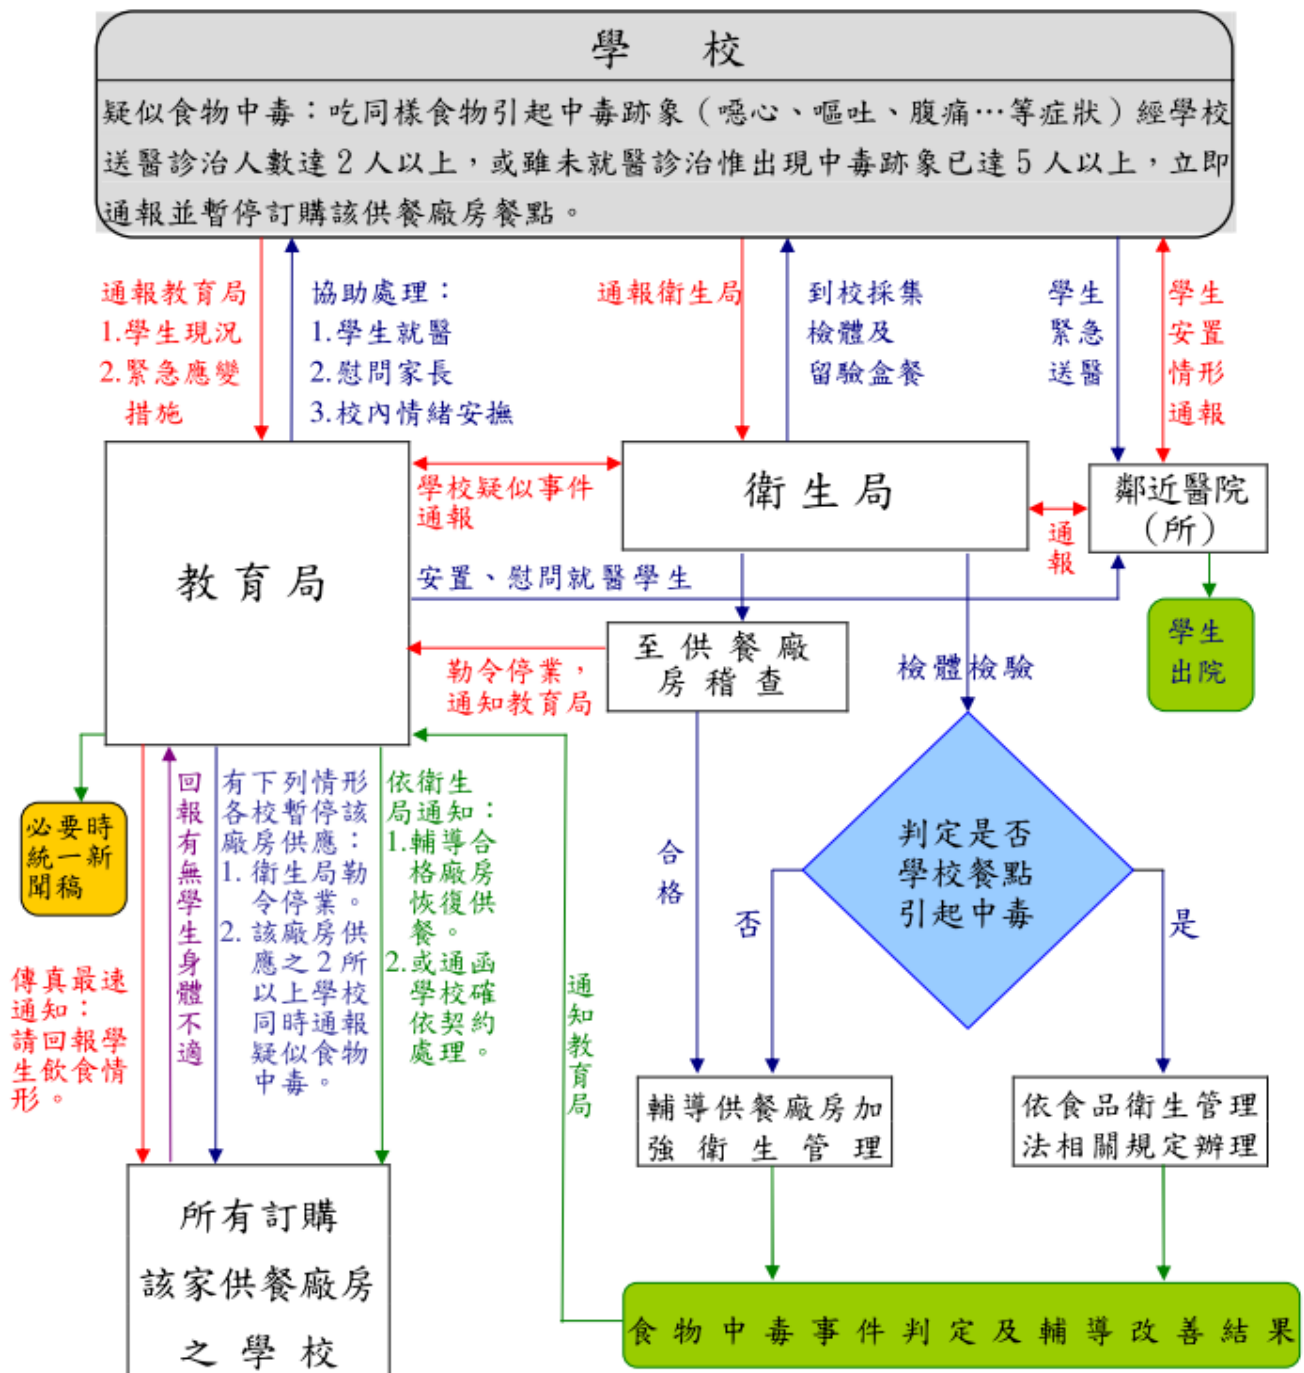 學 校
疑似食物中毒：吃同樣食物引起中毒跡象（噁心、嘔吐、腹痛…等症狀）經學校
送醫診治人數達 2 人以上，或雖未就醫診治惟出現中毒跡象已達 5 人以上，立即
通報並暫停訂購該供餐廠房餐點。
通報教育局
1.學生現況
2.緊急應變
措施
協助處理：
1.學生就醫
2.慰問家長
3.校內情緒安撫
通報衛生局
到校採集
檢體及
留驗盒餐
學生
緊急
送醫
學生
安置
情形
通報
教育局
學校疑似事件
通報
衛生局
通
報
鄰近醫院
（所）
安置、慰問就醫學生
學生
出院
至供餐廠
房稽查
勒令停業，
通知教育局
檢體檢驗
必要時
統一新
聞稿
傳真最速
通知：
請回報學
生飲食情
形。
回報有無學生身體不適
有下列情形
各校暫停該
廠房供應：
1. 衛生局勒
令停業。
2. 該廠房供
應之 2 所
以上學校
同時通報
疑似食物
中毒。
依衛生
局通知：
1.輔導合
格廠房
恢復供
餐。
2.或通函
學校確
依契約
處理。
通知教育局
合格
判定是否
學校餐點
引起中毒
否
是
輔導供餐廠房加
強衛生管理
依食品衛生管理
法相關規定辦理
所有訂購
該家供餐廠房
之學校
食物中毒事件判定及輔導改善結果